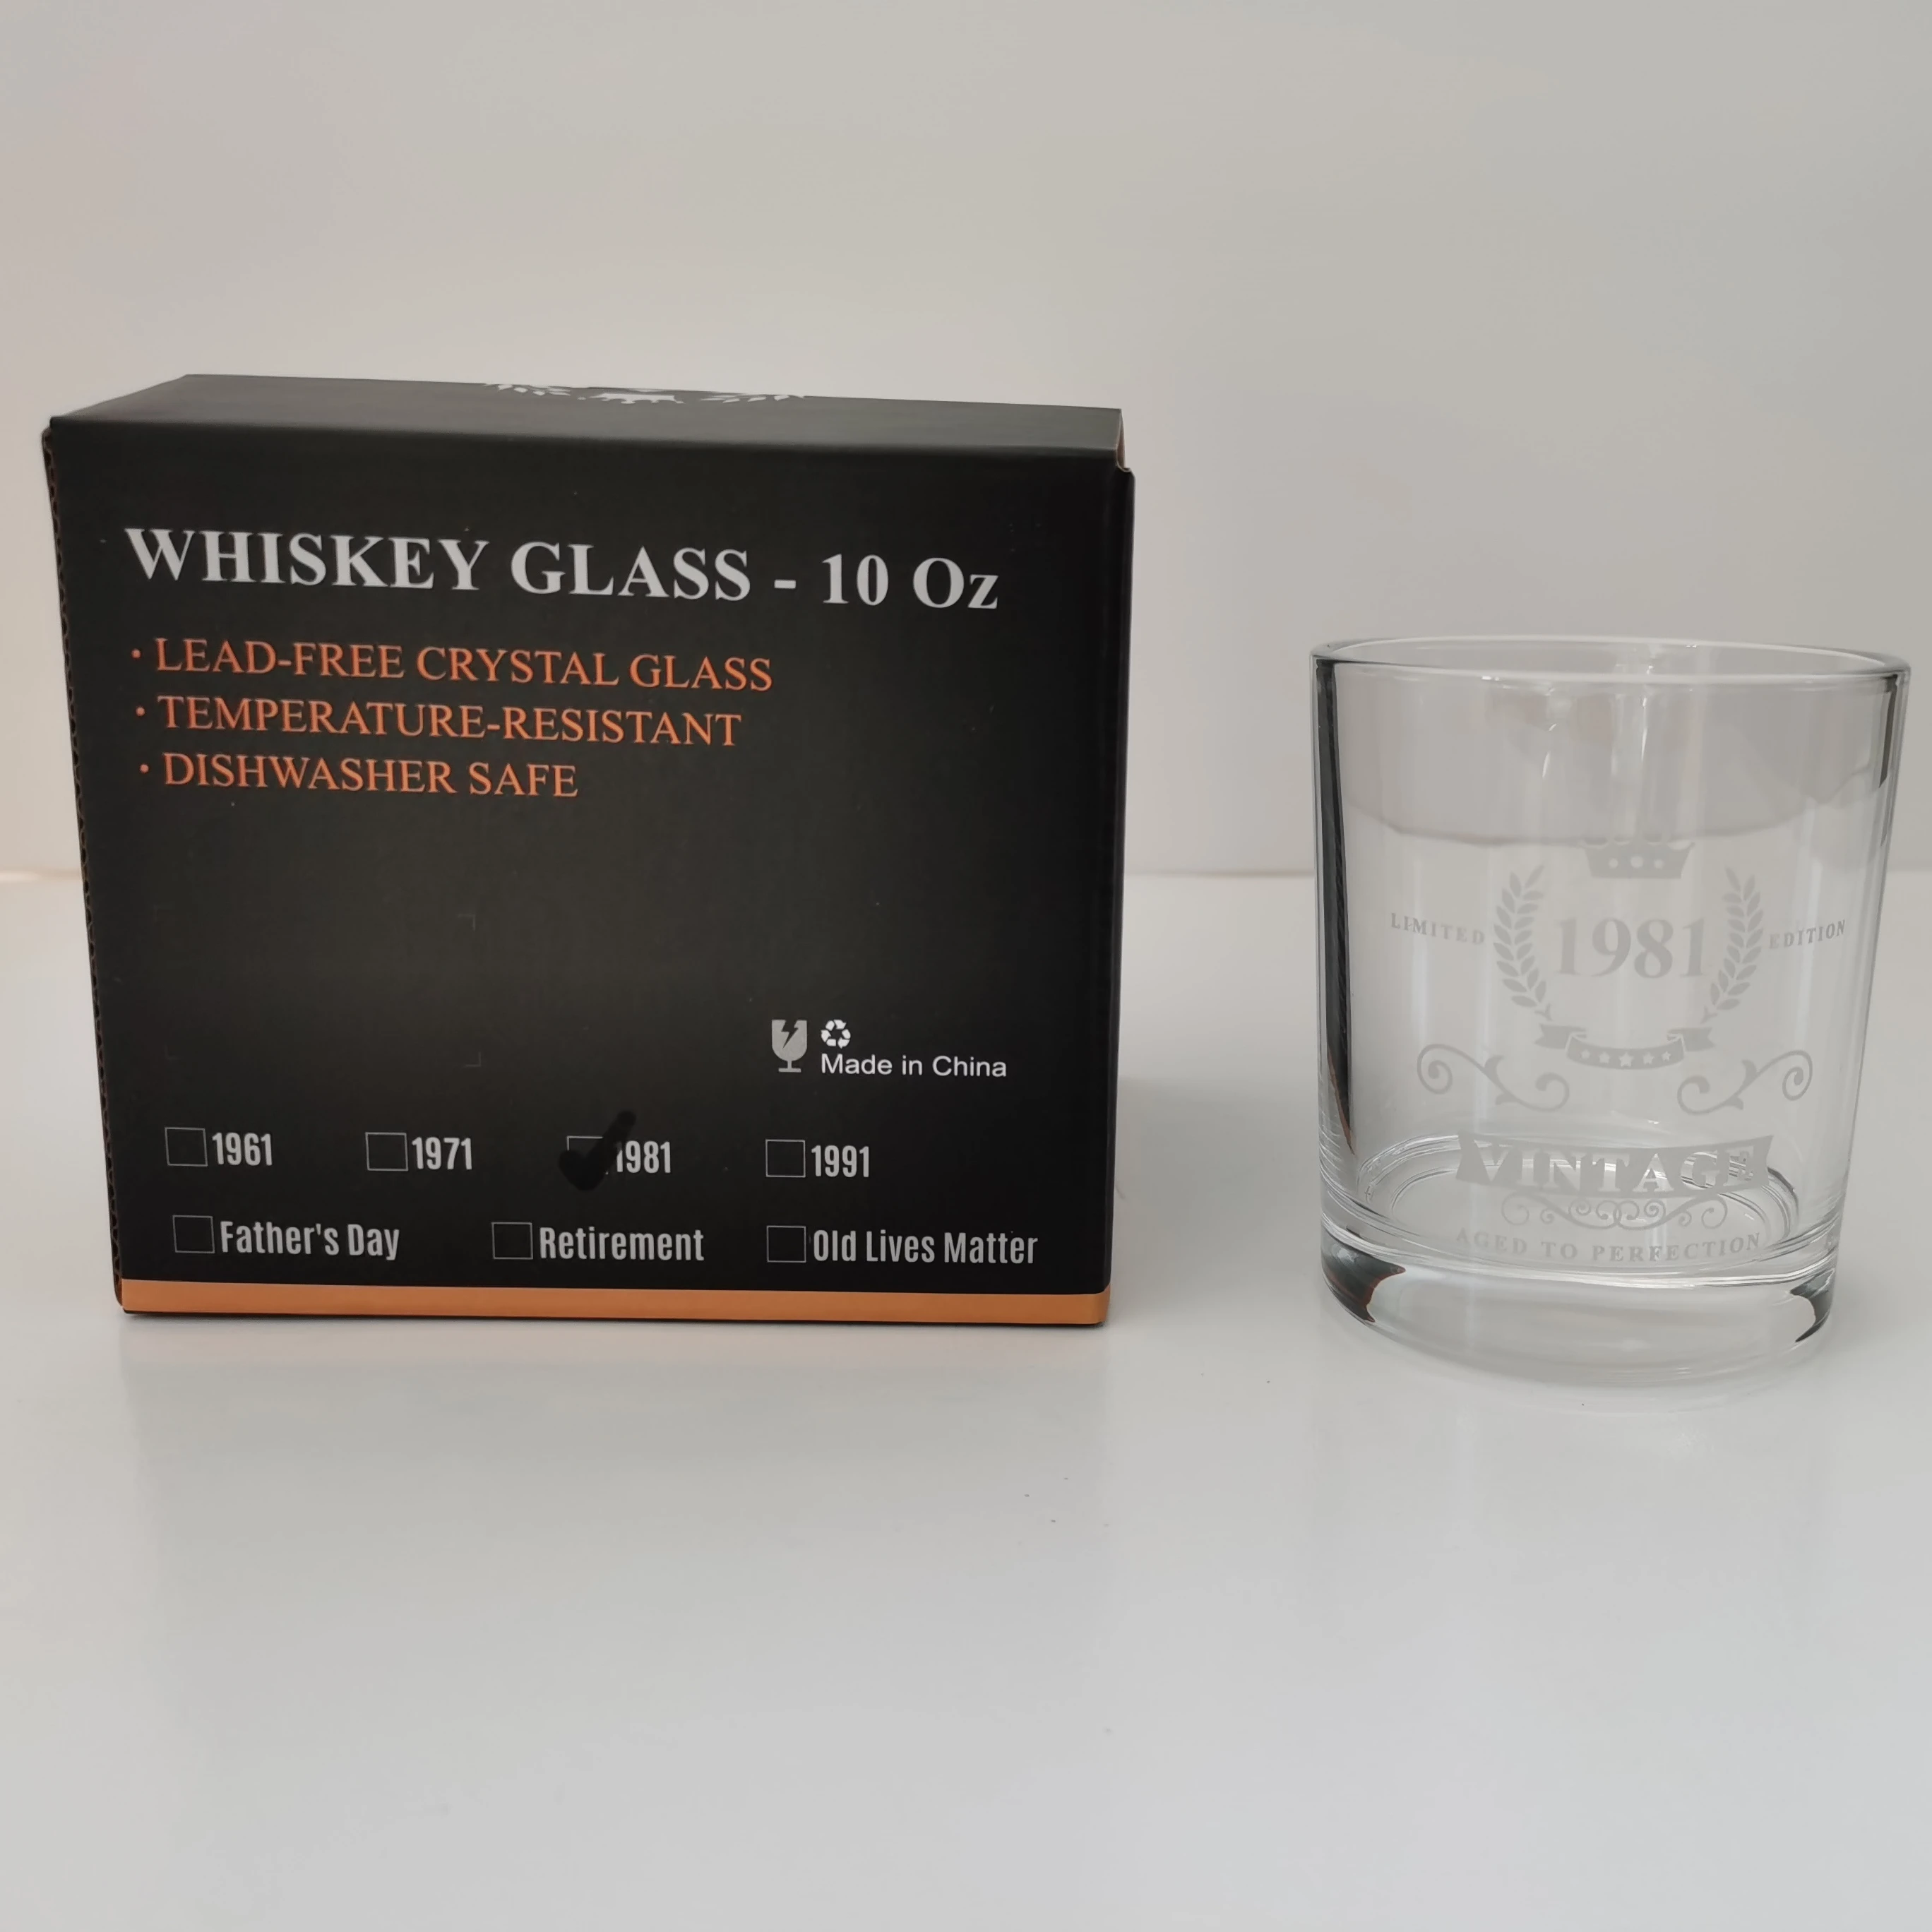 WHISKEY GLASS - 10 Oz
· LEAD-FREE CRYSTAL GLASS
· TEMPERATURE-RESISTANT
· DISHWASHER SAFE
Made in China
1961 1971 1981 1991
Father's Day Retirement Old Lives Matter
LIMITED 1981 EDITION
VINTAGE
AGED TO PERFECTION